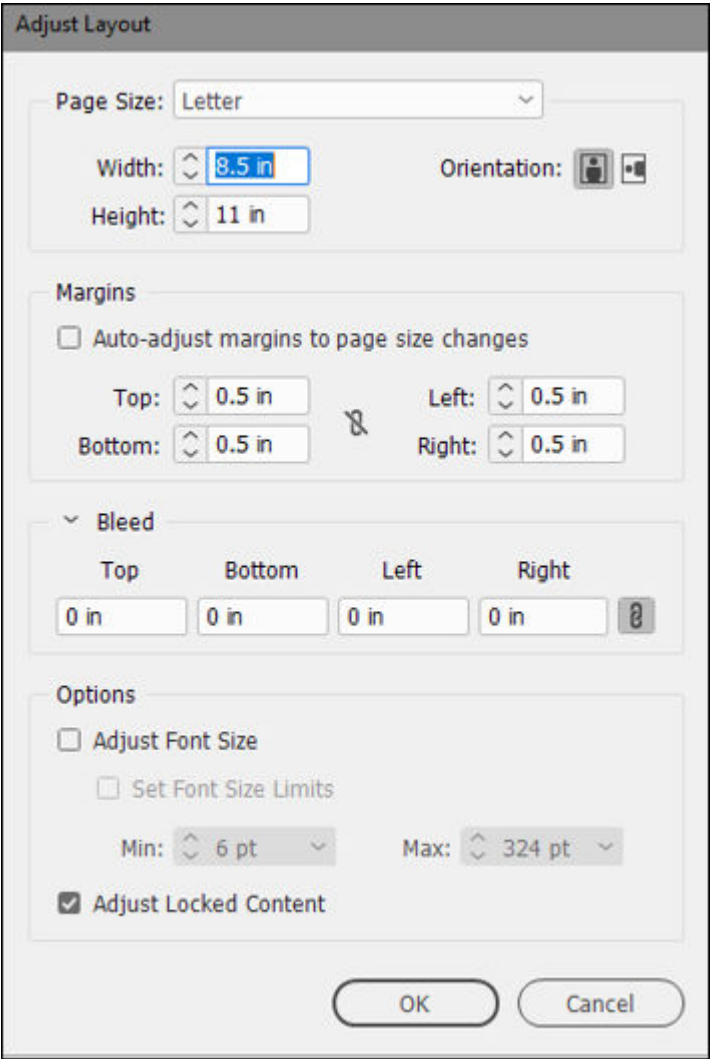 Adjust Layout
Page Size: Letter
Width: 8.5 in Orientation:
Height: 11 in
Margins
Auto-adjust margins to page size changes
Top: 0.5 in Left: 0.5 in
Bottom: 0.5 in Right: 0.5 in
Bleed
Top Bottom Left Right
0 in 0 in 0 in 0 in
Options
Adjust Font Size
Set Font Size Limits
Min: 6 pt Max: 324 pt
Adjust Locked Content
OK Cancel